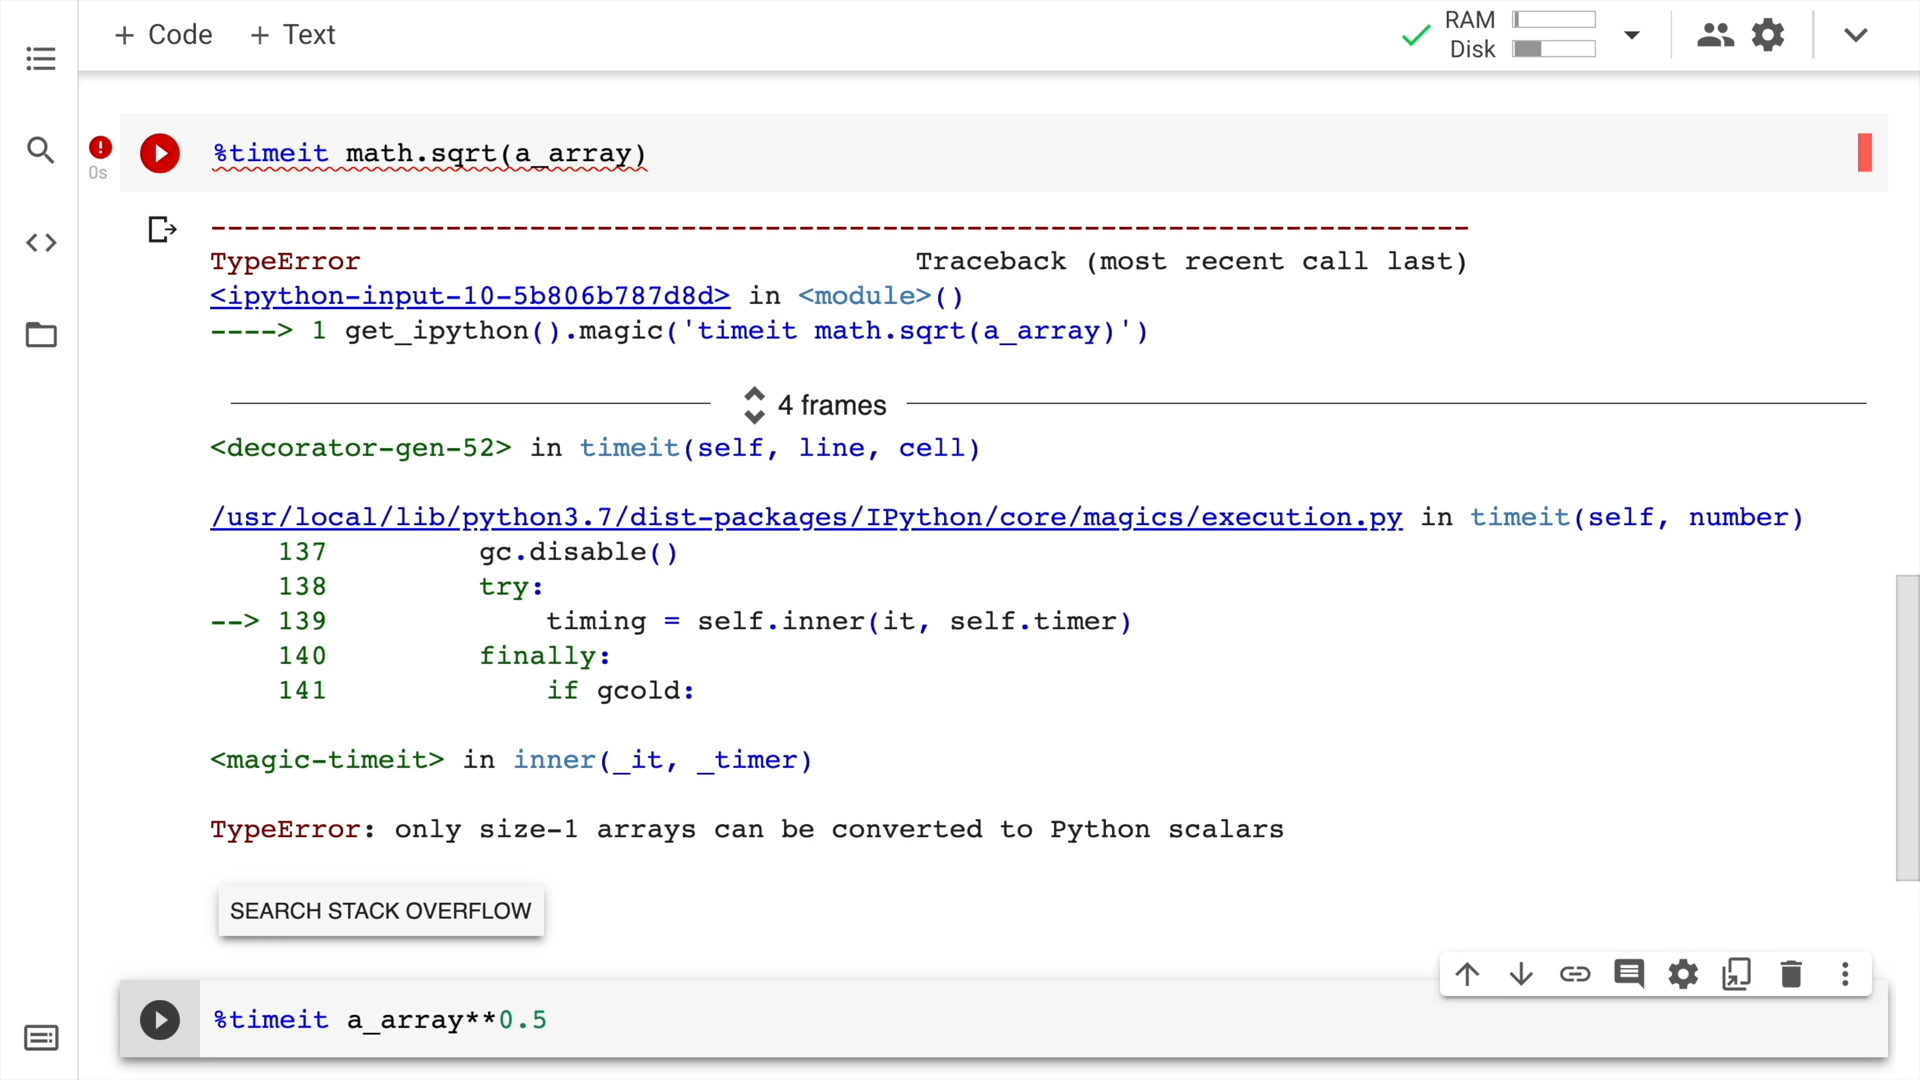 + Code + Text
RAM
Disk
0s
%timeit math.sqrt(a_array)
---------------------------------------------------------------------------
TypeError Traceback (most recent call last)
<ipython-input-10-5b806b787d8d> in <module>()
----> 1 get_ipython().magic('timeit math.sqrt(a_array)')
4 frames
<decorator-gen-52> in timeit(self, line, cell)
/usr/local/lib/python3.7/dist-packages/IPython/core/magics/execution.py in timeit(self, number)
137 gc.disable()
138 try:
--> 139 timing = self.inner(it, self.timer)
140 finally:
141 if gcold:
<magic-timeit> in inner(_it, _timer)
TypeError: only size-1 arrays can be converted to Python scalars
SEARCH STACK OVERFLOW
%timeit a_array**0.5